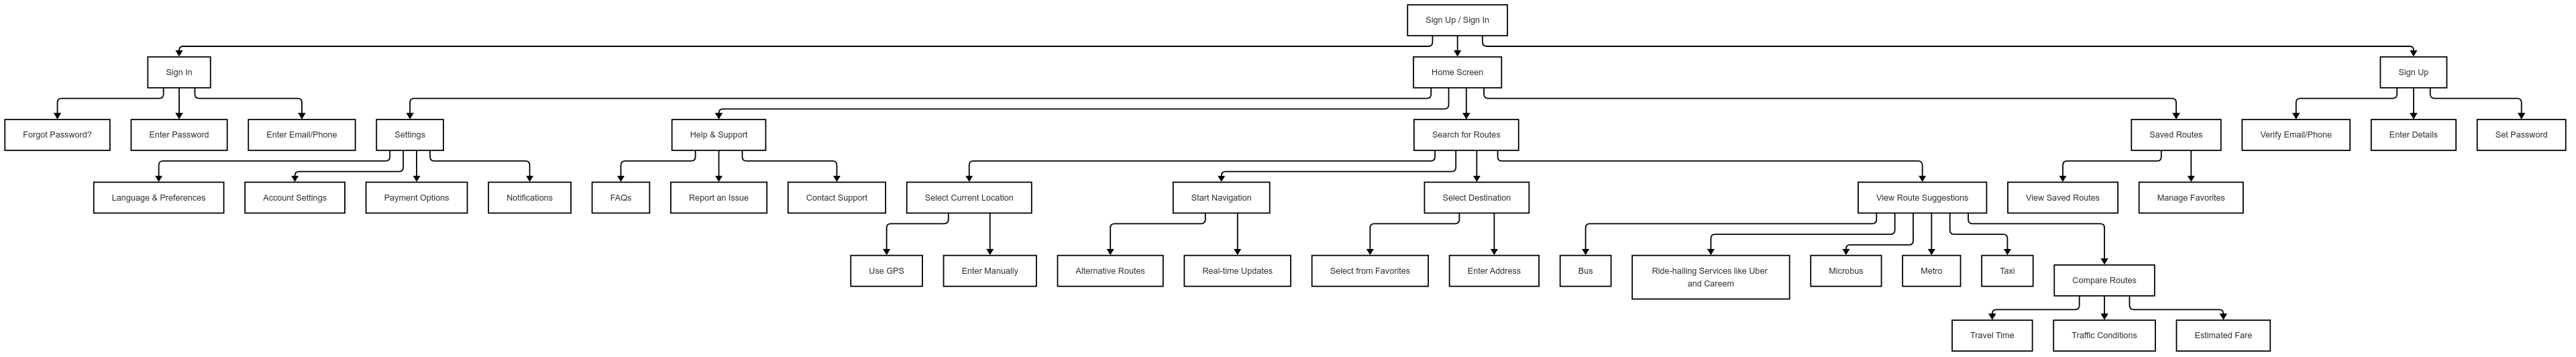 Sign Up / Sign In
Sign In
Home Screen
Sign Up
Forgot Password?
Enter Password
Enter Email/Phone
Settings
Help & Support
Search for Routes
Saved Routes
Verify Email/Phone
Enter Details
Set Password
Language & Preferences
Account Settings
Payment Options
Notifications
FAQs
Report an Issue
Contact Support
Select Current Location
Start Navigation
Select Destination
View Route Suggestions
View Saved Routes
Manage Favorites
Use GPS
Enter Manually
Alternative Routes
Real-time Updates
Select from Favorites
Enter Address
Bus
Ride-hailing Services like Uber
and Careem
Microbus
Metro
Taxi
Compare Routes
Travel Time
Traffic Conditions
Estimated Fare